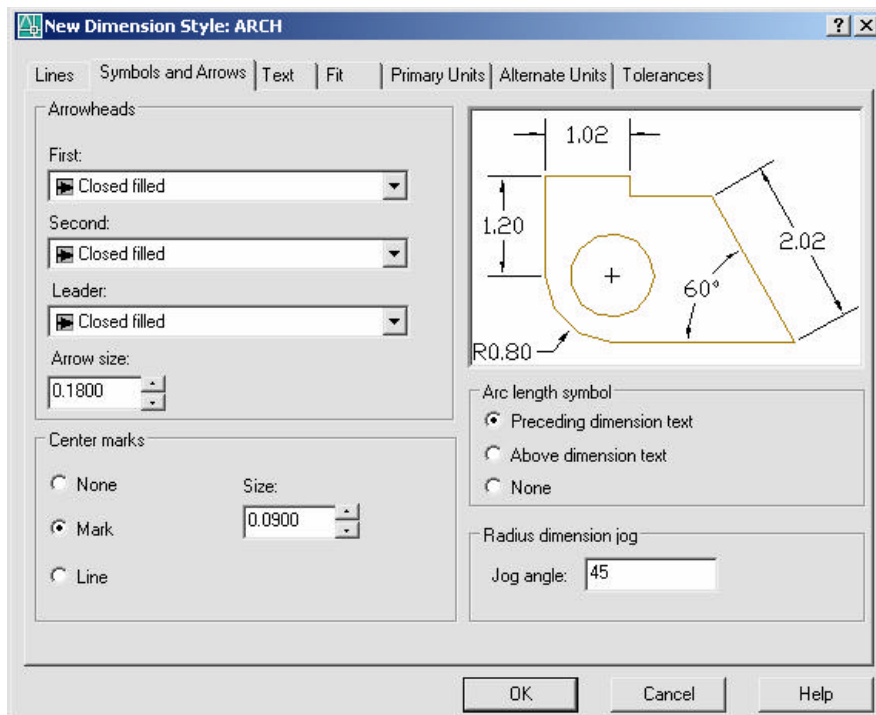 New Dimension Style: ARCH
Lines Symbols and Arrows Text Fit Primary Units Alternate Units Tolerances
Arrowheads
First:
Closed filled
Second:
Closed filled
Leader:
Closed filled
Arrow size:
0.1800
Center marks
None
Mark
Line
Size:
0.0900
1.02
1.20
2.02
60°
R0.80
Arc length symbol
Preceding dimension text
Above dimension text
None
Radius dimension jog
Jog angle: 45
OK Cancel Help